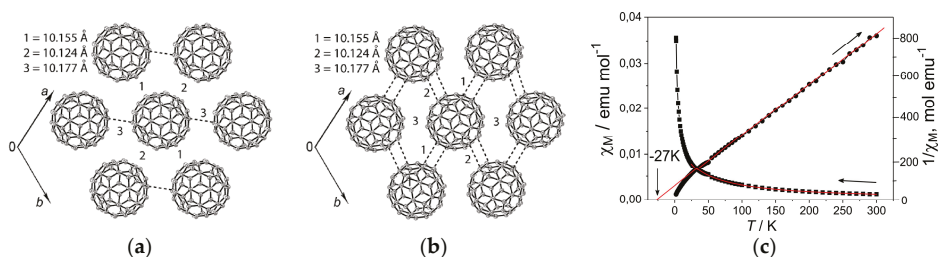 1 = 10.155 Å
2 = 10.124 Å
3 = 10.177 Å
a
0
b
1
2
3
3
2
1
(a)
1 = 10.155 Å
2 = 10.124 Å
3 = 10.177 Å
a
0
b
2
1
3
3
1
2
(b)
0,04
0,03
0,02
0,01
0,00
χM / emu mol⁻¹
-27K
0
50
100
150
200
250
300
T / K
800
600
400
200
0
1/χM, mol emu⁻¹
(c)